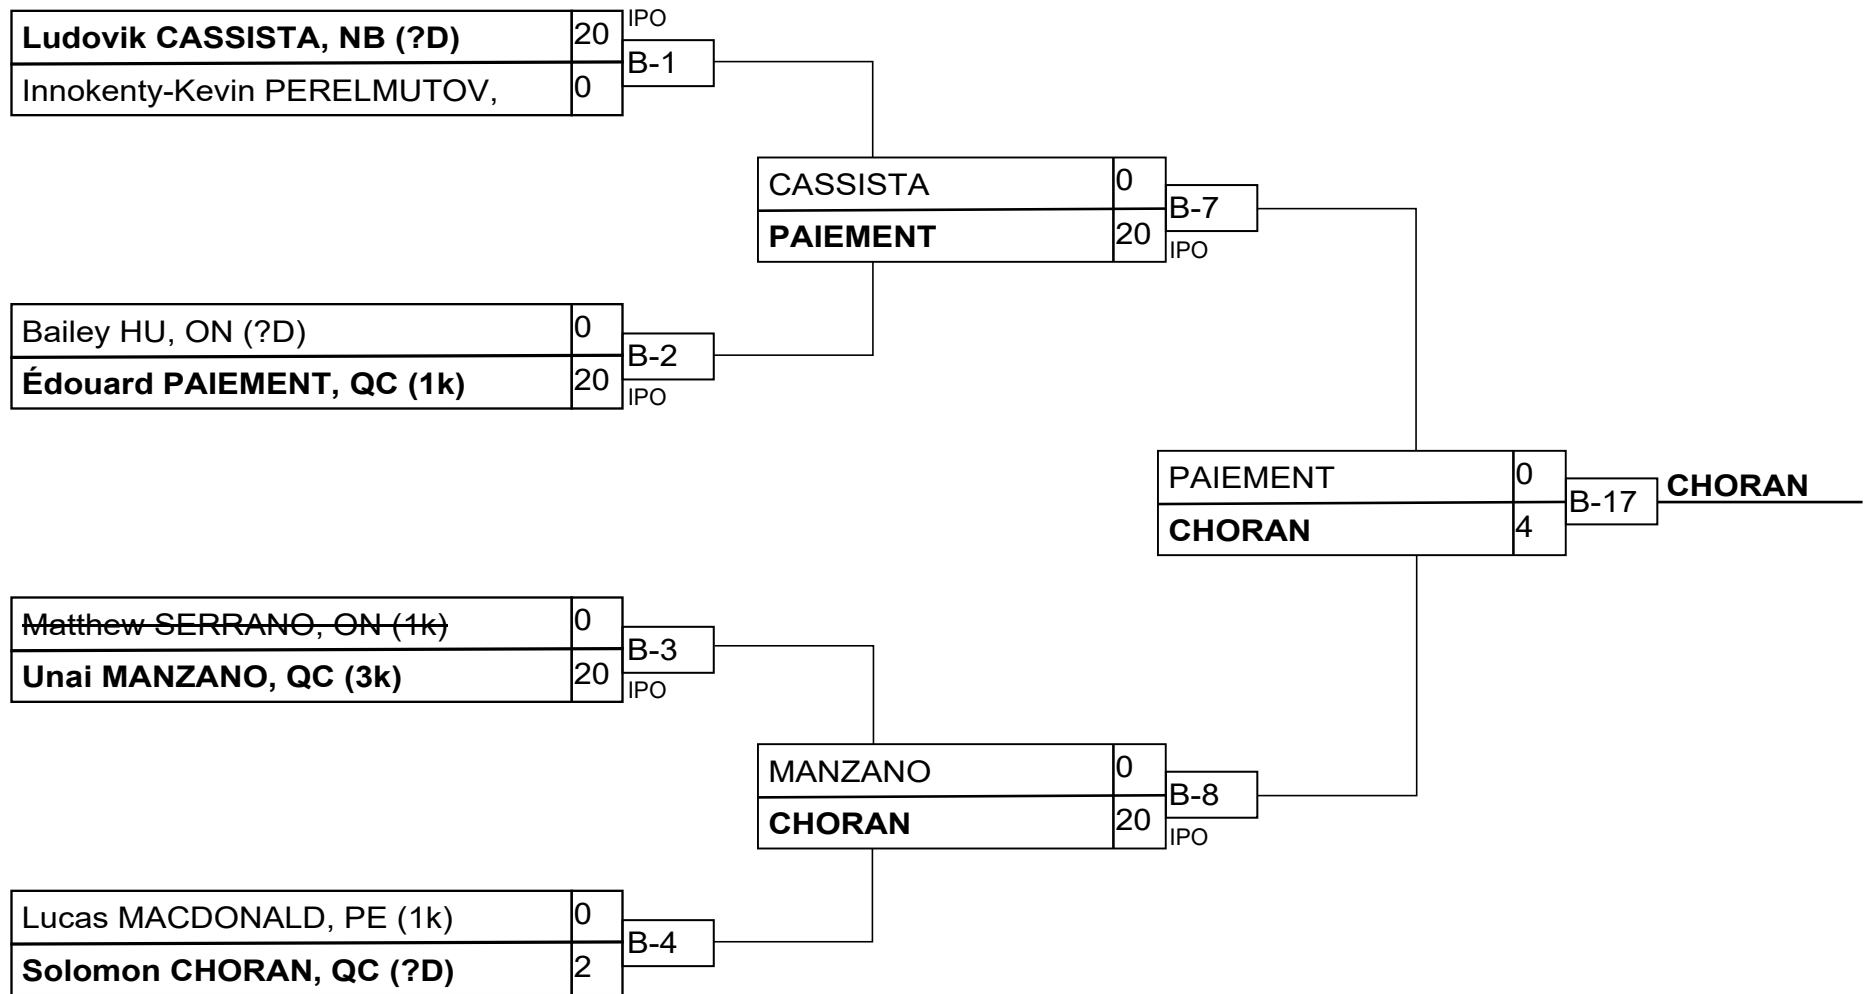 Ludovik CASSISTA, NB (?D) 20 IPO
B-1
Innokenty-Kevin PERELMUTOV, 0
CASSISTA 0
B-7
PAIEMENT 20 IPO
Bailey HU, ON (?D) 0
B-2
Édouard PAIEMENT, QC (1k) 20 IPO
PAIEMENT 0
B-17 CHORAN
CHORAN 4
Matthew SERRANO, ON (1k) 0
B-3
Unai MANZANO, QC (3k) 20 IPO
MANZANO 0
B-8
CHORAN 20 IPO
Lucas MACDONALD, PE (1k) 0
B-4
Solomon CHORAN, QC (?D) 2